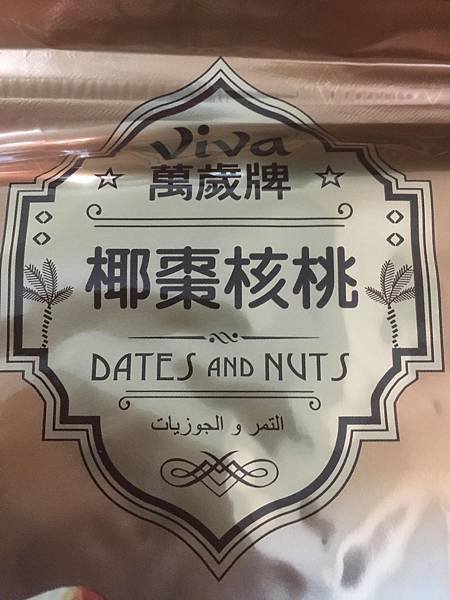 Viva
萬歲牌
椰棗核桃
DATES AND NUTS
التمر و الجوزيات